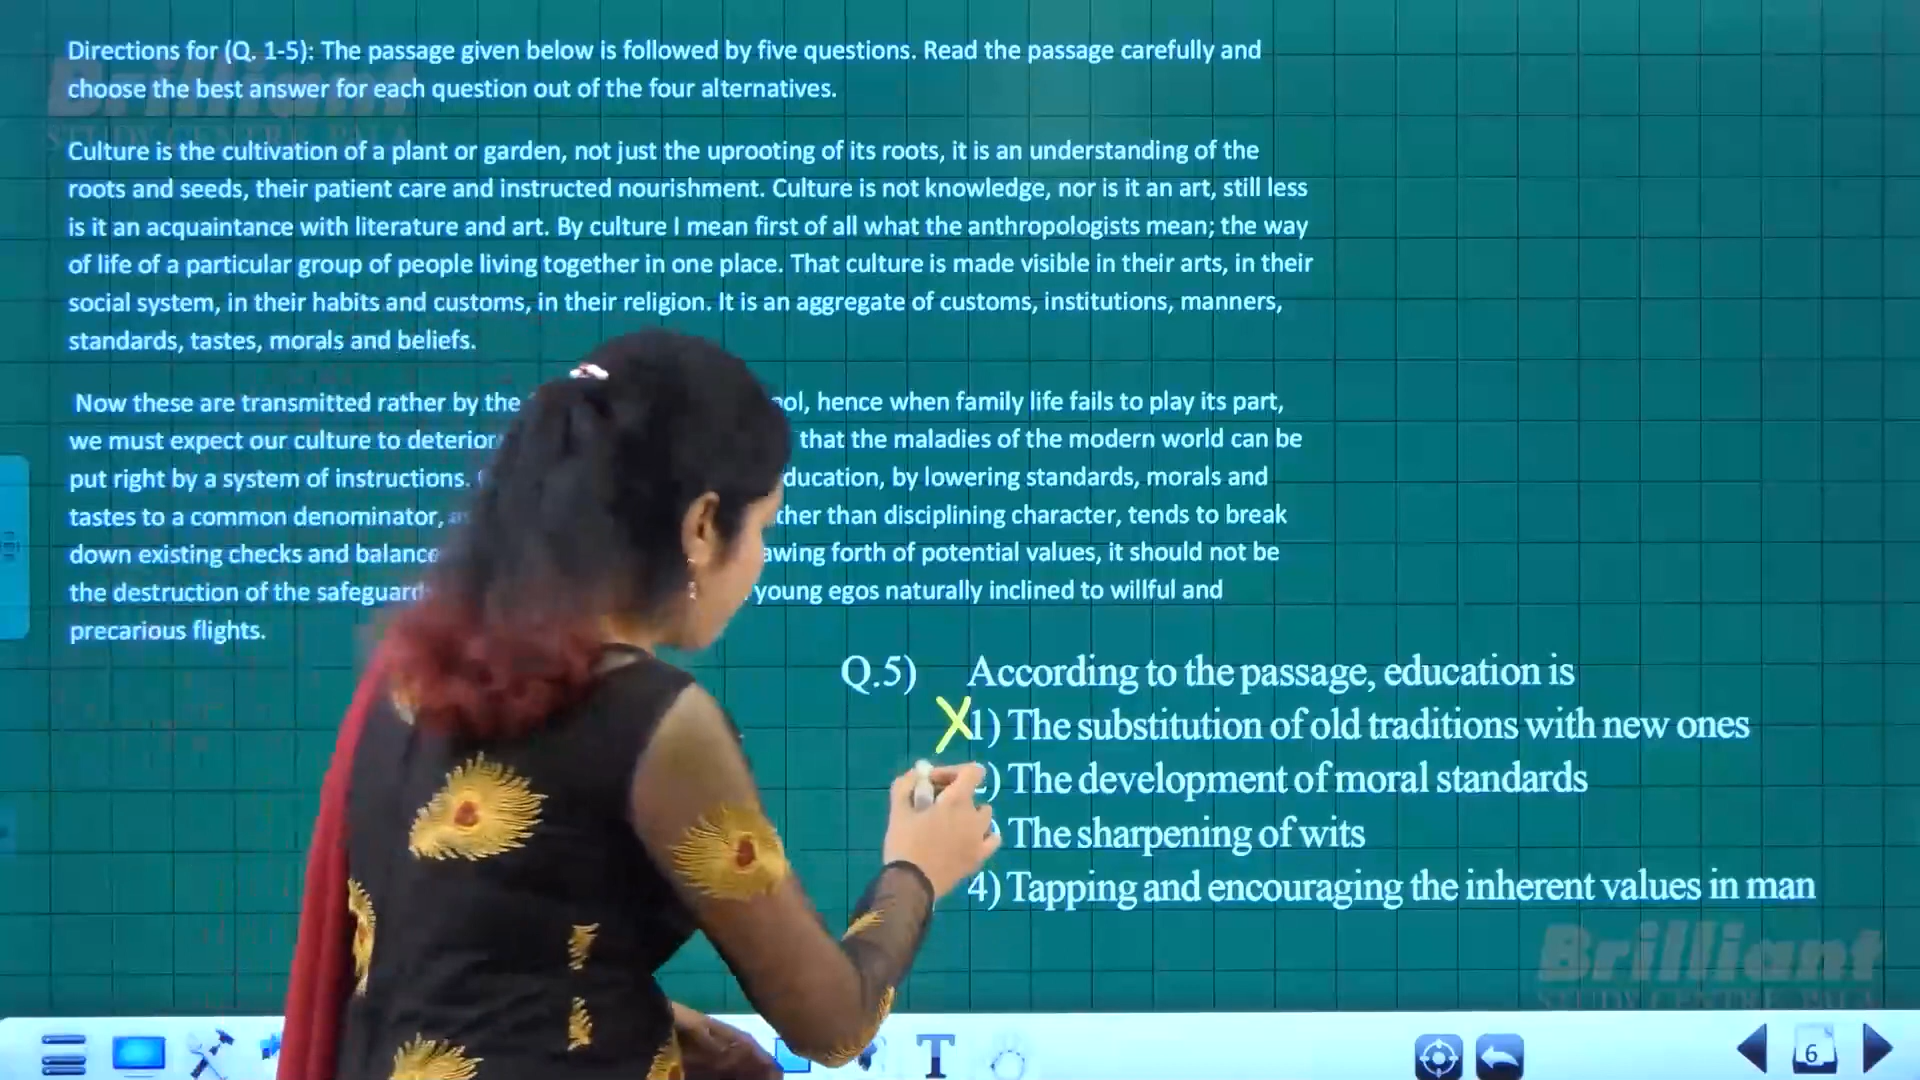 Directions for (Q. 1-5): The passage given below is followed by five questions. Read the passage carefully and
choose the best answer for each question out of the four alternatives.
Culture is the cultivation of a plant or garden, not just the uprooting of its roots, it is an understanding of the
roots and seeds, their patient care and instructed nourishment. Culture is not knowledge, nor is it an art, still less
is it an acquaintance with literature and art. By culture I mean first of all what the anthropologists mean; the way
of life of a particular group of people living together in one place. That culture is made visible in their arts, in their
social system, in their habits and customs, in their religion. It is an aggregate of customs, institutions, manners,
standards, tastes, morals and beliefs.
Now these are transmitted rather by the hence when family life fails to play its part,
we must expect our culture to that the maladies of the modern world can be
put right by a system of instructions. by lowering standards, morals and
tastes to a common denominator, than disciplining character, tends to break
down existing checks and forth of potential values, it should not be
the destruction of the young egos naturally inclined to willful and
precarious flights.
Q.5) According to the passage, education is
X
1) The substitution of old traditions with new ones
2) The development of moral standards
The sharpening of wits
4) Tapping and encouraging the inherent values in man
Brilliant
STUDY CENTRE, PALA
T
6